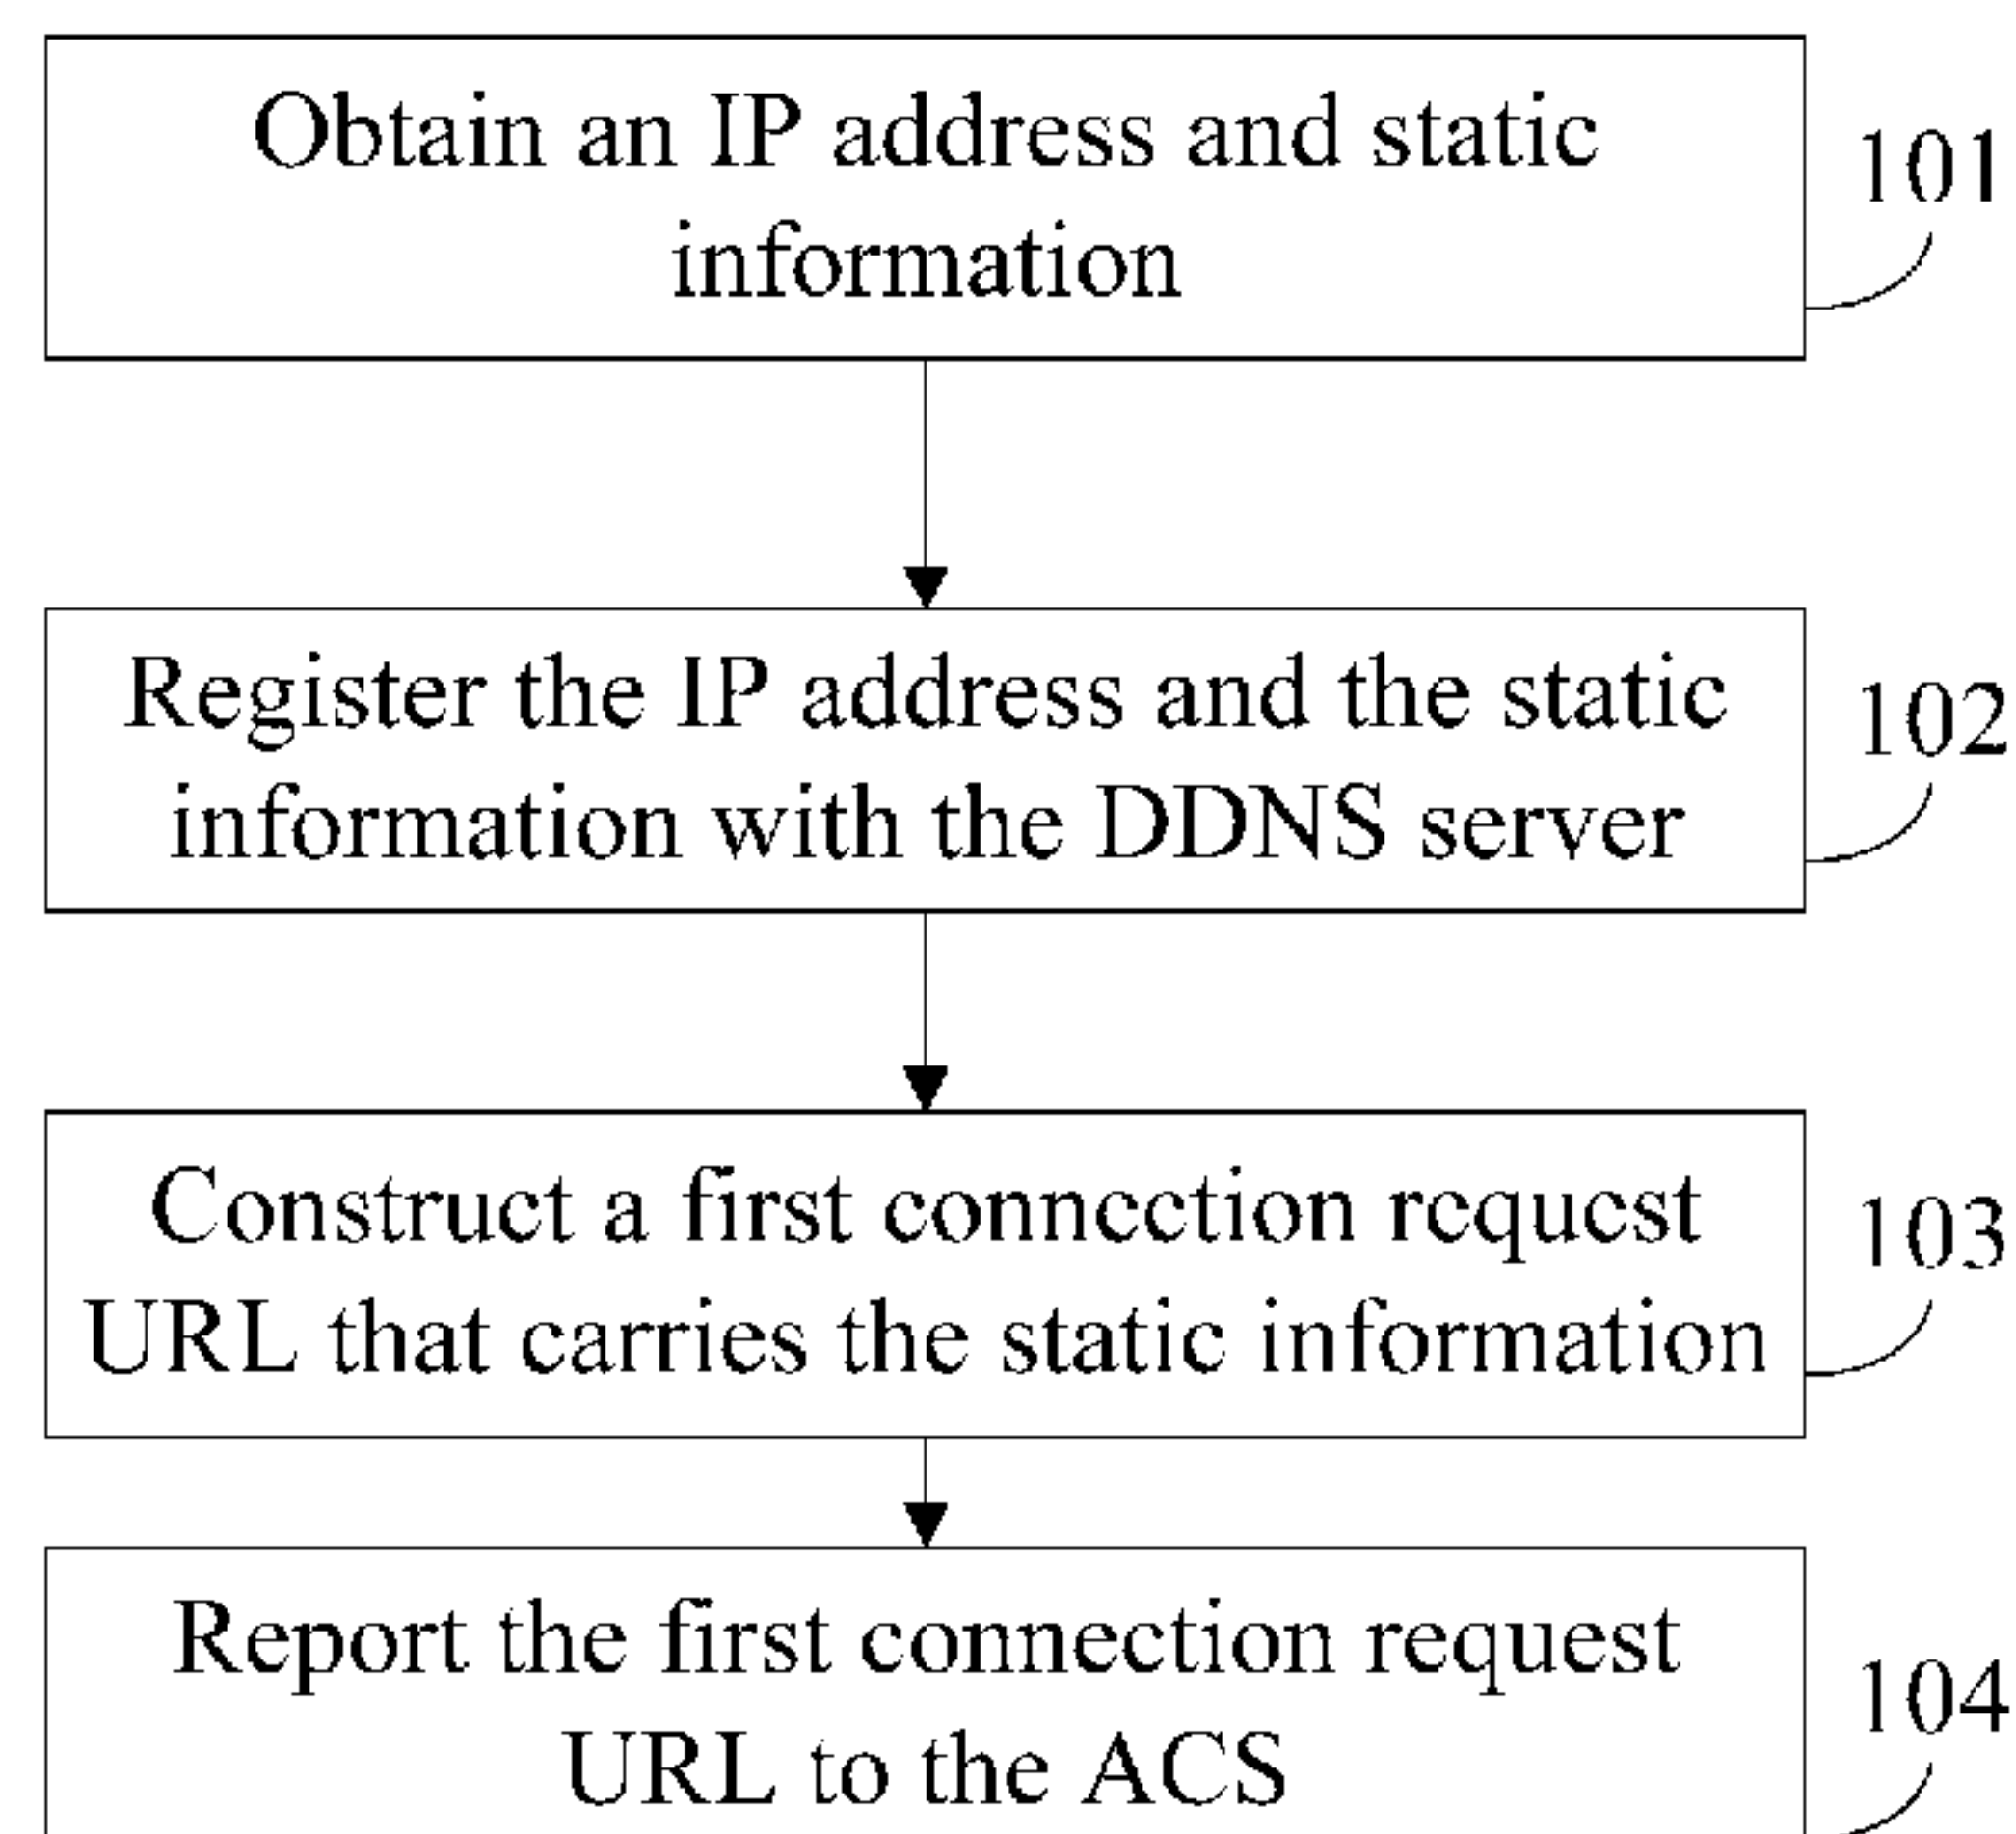 Obtain an IP address and static
information
101
Register the IP address and the static
information with the DDNS server
102
Construct a first connection request
URL that carries the static information
103
Report the first connection request
URL to the ACS
104